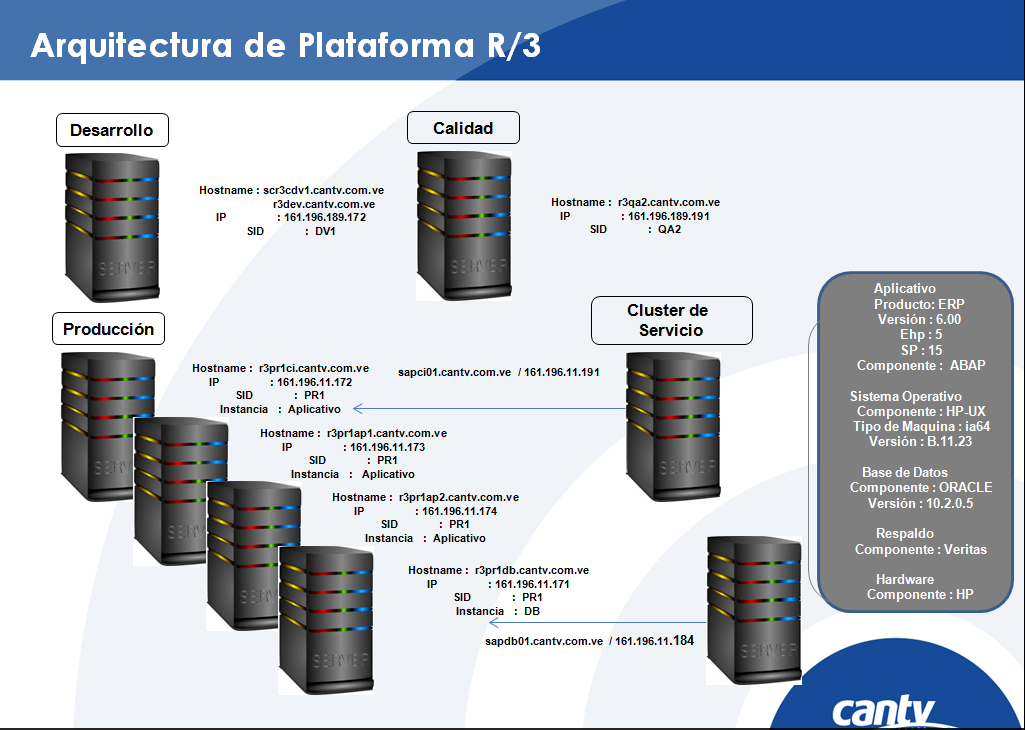 Arquitectura de Plataforma R/3
Desarrollo
Hostname : scr3cdv1.cantv.com.ve
r3dev.cantv.com.ve
IP : 161.196.189.172
SID : DV1
SERVER
Calidad
Hostname : r3qa2.cantv.com.ve
IP : 161.196.189.191
SID : QA2
SERVER
Producción
Hostname : r3pr1ci.cantv.com.ve
IP : 161.196.11.172
SID : PR1
Instancia : Aplicativo
SERV
Hostname : r3pr1ap1.cantv.com.ve
IP : 161.196.11.173
SID : PR1
Instancia : Aplicativo
SERV
Hostname : r3pr1ap2.cantv.com.ve
IP : 161.196.11.174
SID : PR1
Instancia : Aplicativo
SERV
Hostname : r3pr1db.cantv.com.ve
IP : 161.196.11.171
SID : PR1
Instancia : DB
SERVER
Cluster de
Servicio
sapci01.cantv.com.ve / 161.196.11.191
SERVER
sapdb01.cantv.com.ve / 161.196.11.184
SERVER
Aplicativo
Producto: ERP
Versión : 6.00
Ehp : 5
SP : 15
Componente : ABAP
Sistema Operativo
Componente : HP-UX
Tipo de Maquina : ia64
Versión : B.11.23
Base de Datos
Componente : ORACLE
Versión : 10.2.0.5
Respaldo
Componente : Veritas
Hardware
Componente : HP
cantv